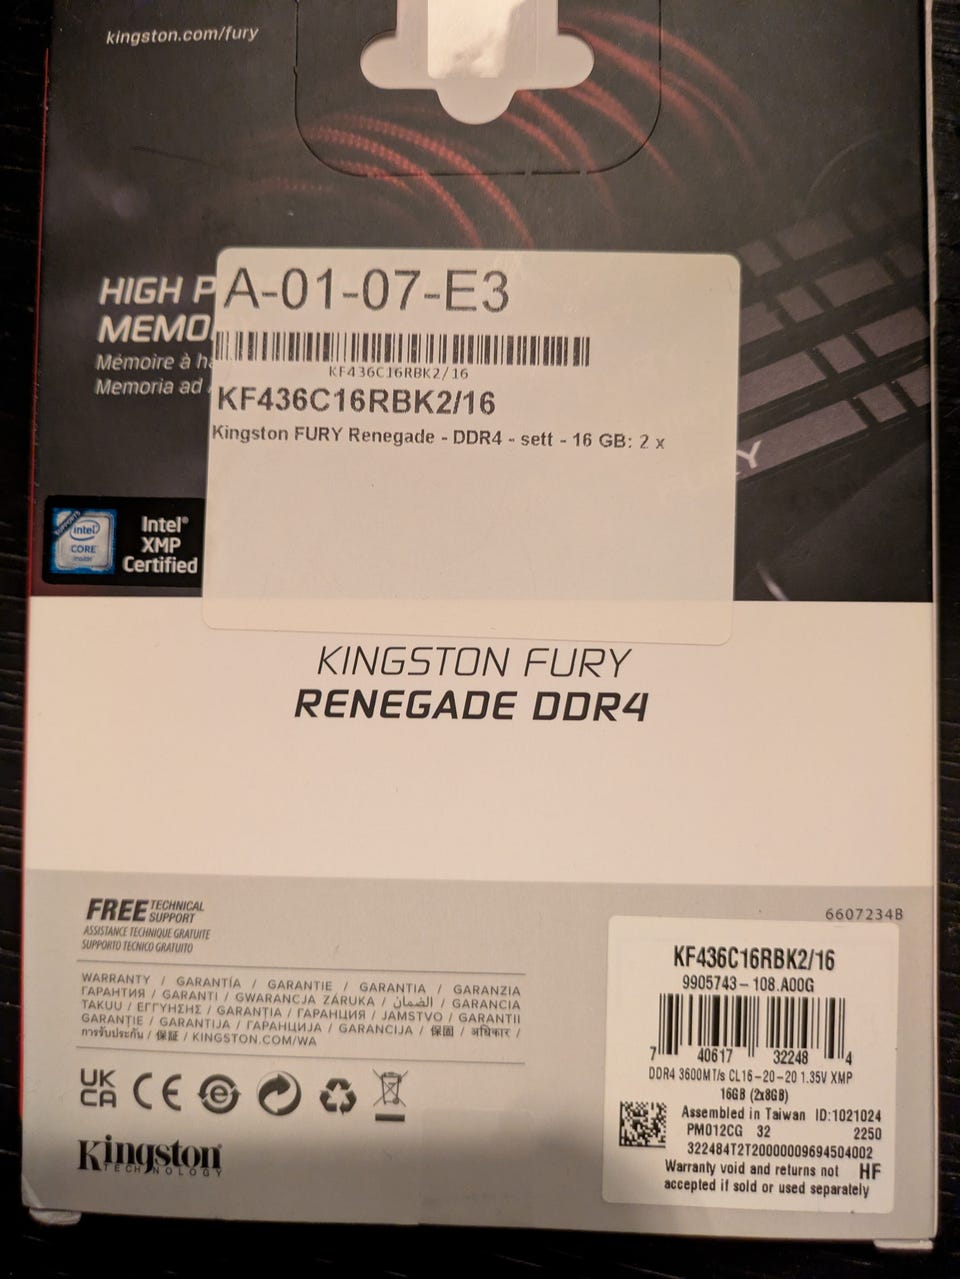 kingston.com/fury
A-01-07-E3
HIGH P
MEMO
KF436C16RBK2/16
Mémoire à ha
Memoria ad
KF436C16RBK2/16
Kingston FURY Renegade - DDR4 - sett - 16 GB: 2 x
intel
CORE
inside
Intel®
XMP
Certified
KINGSTON FURY
RENEGADE DDR4
FREE TECHNICAL
SUPPORT
ASSISTANCE TECHNIQUE GRATUITE
SUPPORTO TECNICO GRATUITO
6607234B
WARRANTY / GARANTÍA / GARANTIE / GARANTIA / GARANZIA
ГАРАНТИЯ / GARANTI / GWARANCJA ZÁRUKA / الضمان / GARANCIA
TAKUU / ΕΓΓΥΗΣΗΣ / GARANȚIA / ГАРАНЦИЯ / JAMSTVO / GARANTII
GARANTIE / GARANTIJA / ГАРАНЦИЈА / GARANCIJA / 保固 / अधिकार /
การรับประกัน / 保証 / KINGSTON.COM/WA
UK
CA
CE
e
Kingston
TECHNOLOGY
KF436C16RBK2/16
9905743-108.A00G
7 40617 32248 4
DDR4 3600MT/s CL16-20-20 1.35V XMP
16GB (2x8GB)
Assembled in Taiwan ID:1021024
PM012CG 32 2250
322484T2T20000009694504002
Warranty void and returns not HF
accepted if sold or used separately